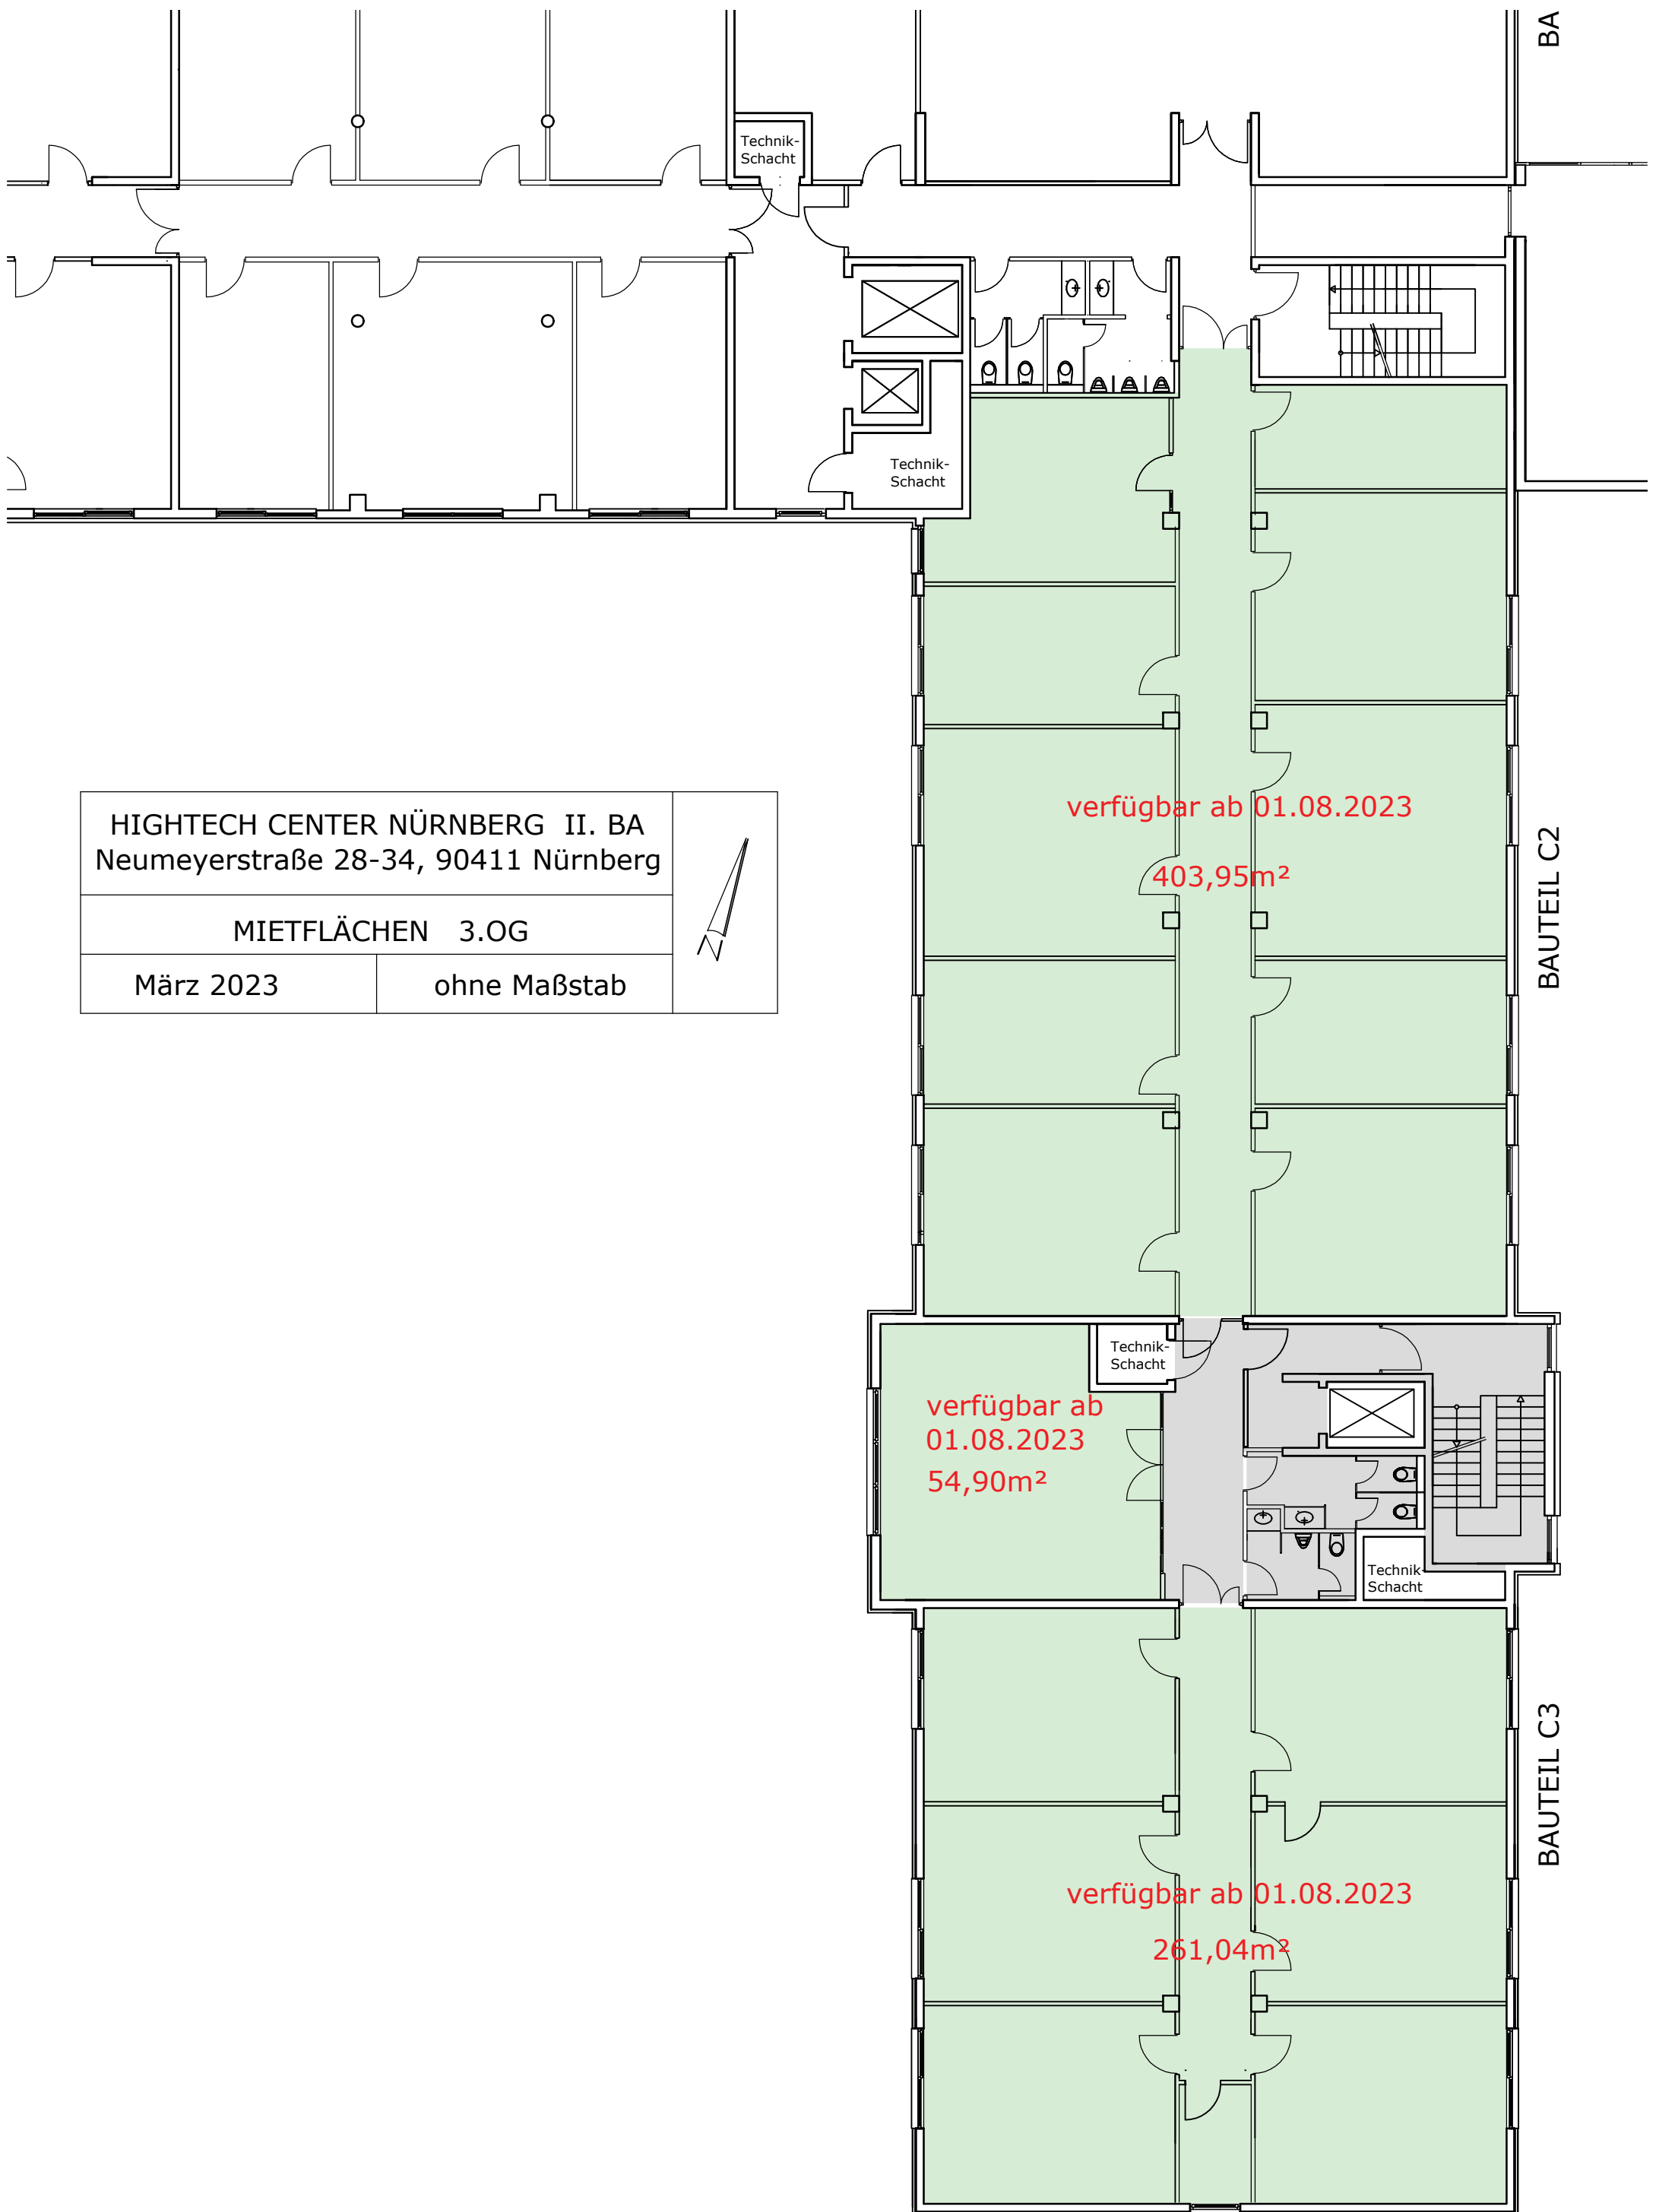 BA
Technik-
Schacht
Technik-
Schacht
HIGHTECH CENTER NÜRNBERG II. BA
Neumeyerstraße 28-34, 90411 Nürnberg
MIETFLÄCHEN 3.OG
März 2023
ohne Maßstab
N
verfügbar ab 01.08.2023
403,95m²
BAUTEIL C2
Technik-
Schacht
verfügbar ab
01.08.2023
54,90m²
Technik-
Schacht
BAUTEIL C3
verfügbar ab 01.08.2023
261,04m²